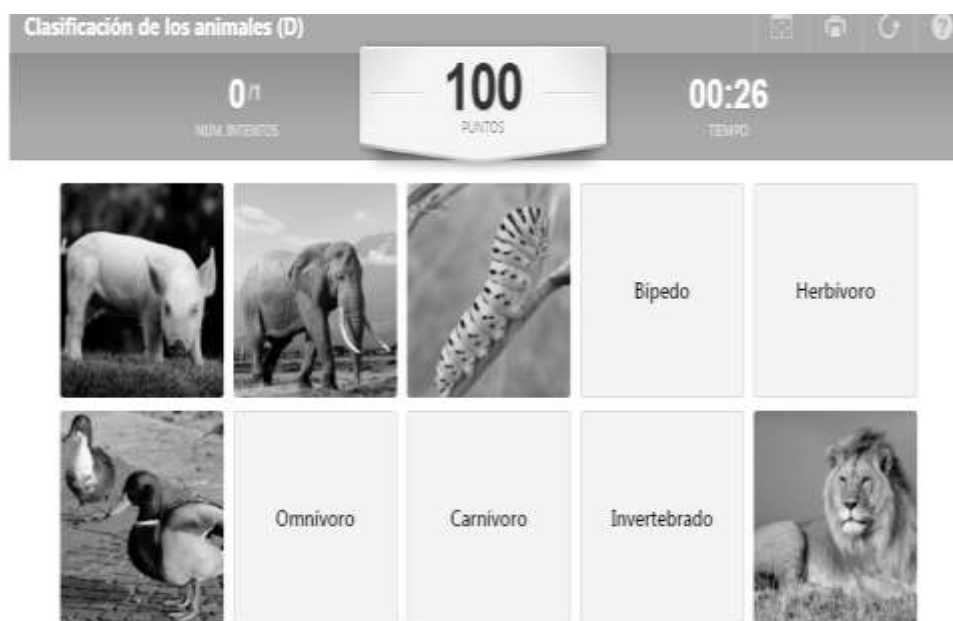 Clasificación de los animales (D)
0/1
NÚM. INTENTOS
100
PUNTOS
00:26
TIEMPO
Bípedo
Herbívoro
Omnívoro
Carnívoro
Invertebrado